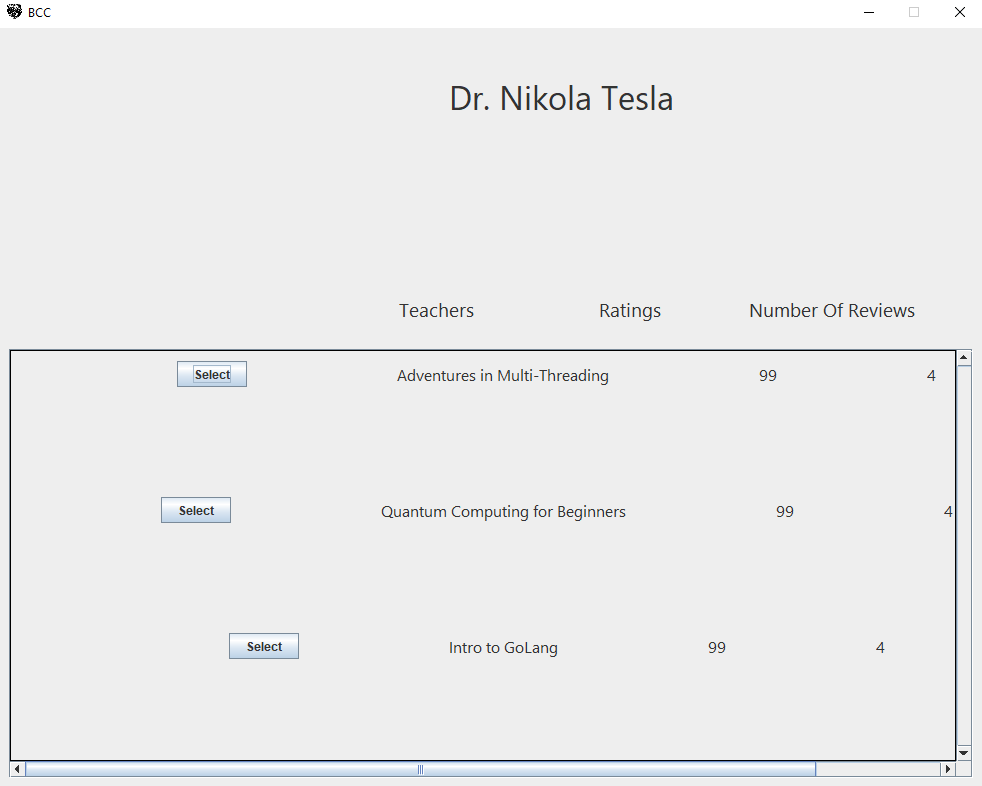 BCC
Dr. Nikola Tesla
Teachers Ratings Number Of Reviews
Select Adventures in Multi-Threading 99 4
Select Quantum Computing for Beginners 99 4
Select Intro to GoLang 99 4